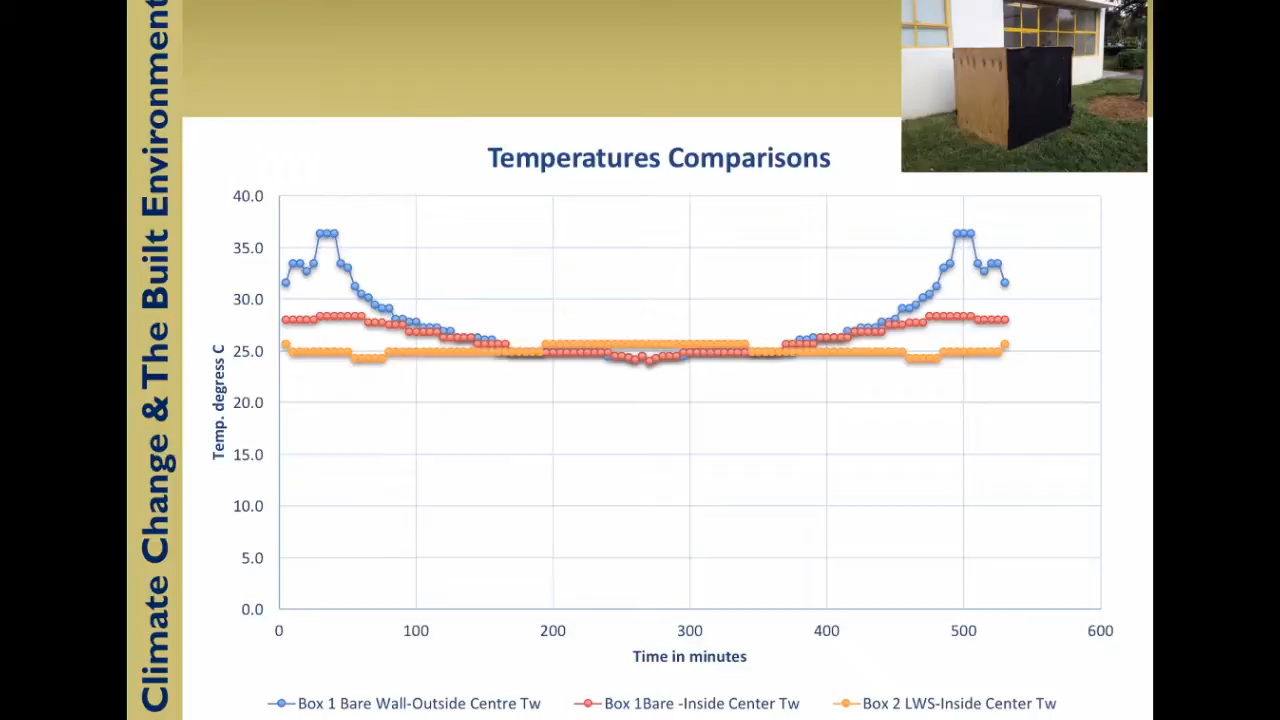 Climate Change & The Built Environment
Temperatures Comparisons
40.0
35.0
30.0
25.0
20.0
15.0
10.0
5.0
0.0
Temp. degress C
0 100 200 300 400 500 600
Time in minutes
Box 1 Bare Wall-Outside Centre Tw Box 1Bare -Inside Center Tw Box 2 LWS-Inside Center Tw